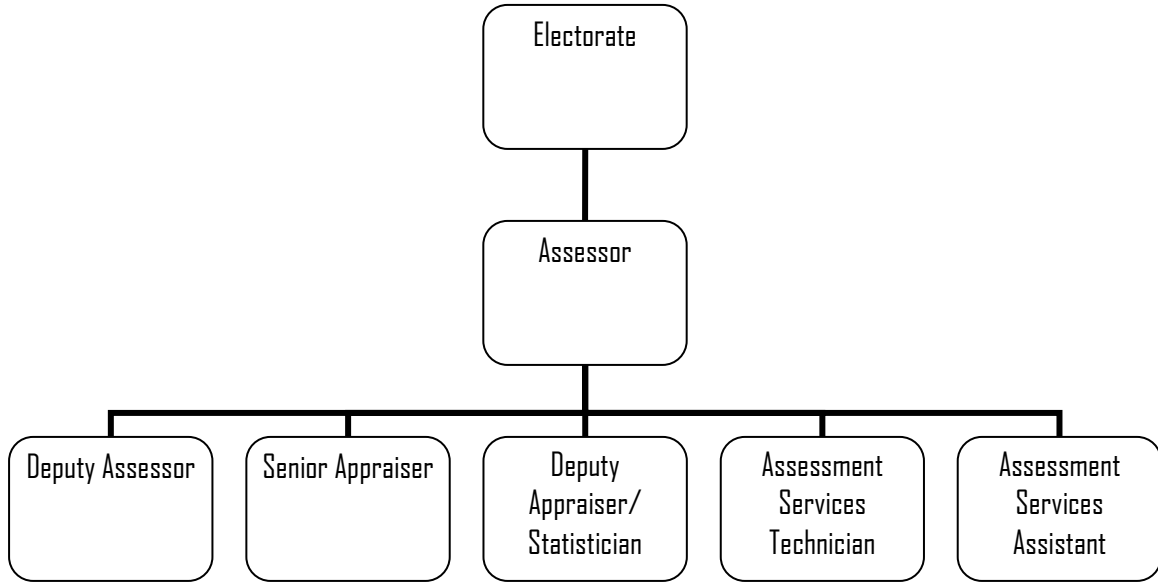 Electorate
Assessor
Deputy Assessor
Senior Appraiser
Deputy
Appraiser/
Statistician
Assessment
Services
Technician
Assessment
Services
Assistant